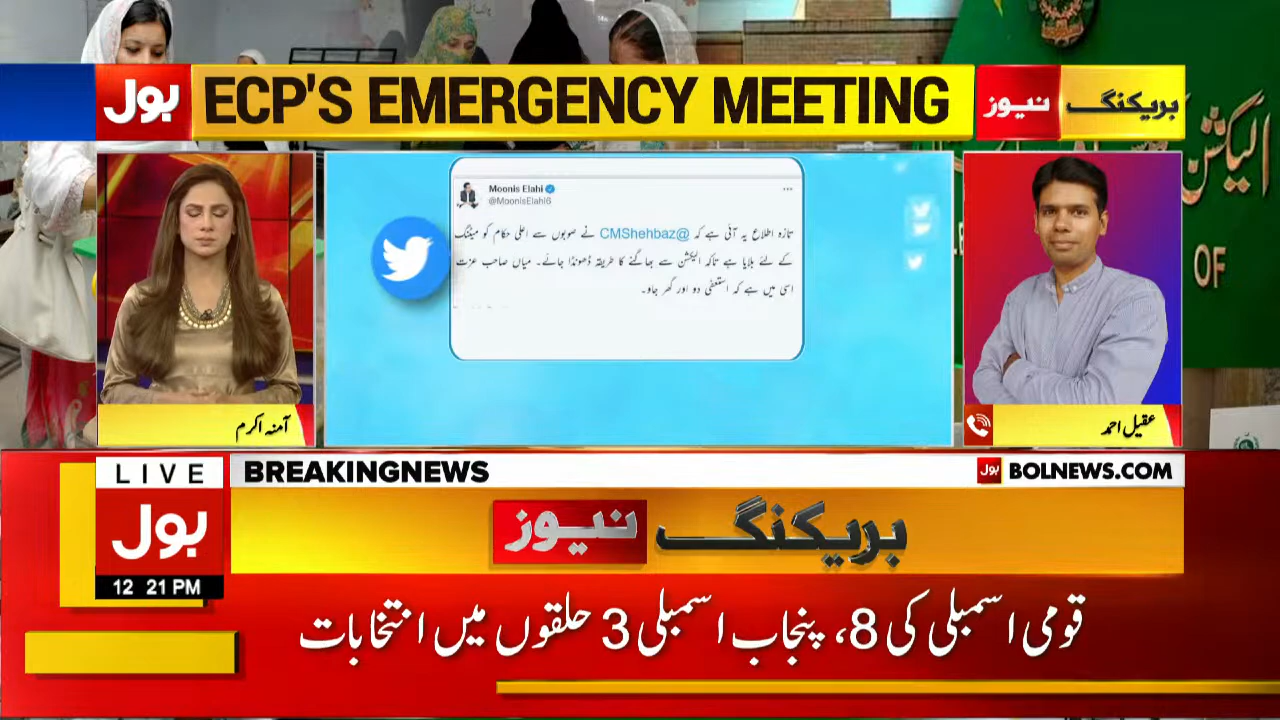 ECP'S EMERGENCY MEETING
بول
بریکنگ نیوز
الیکشن
OF
Moonis Elahi
@MoonisElahi6
تازہ اطلاع یہ آئی ہے کہ @CMShehbaz نے صوبوں سے اعلی حکام کو میٹنگ
کے لئے بلایا ہے تاکہ الیکشن سے بھاگنے کا طریقہ ڈھونڈا جائے۔ میاں صاحب عزت
اسی میں ہے کہ استعفی دو اور گھر جاو۔
آمنہ اکرم
عقیل احمد
LIVE
بول
12 21 PM
BREAKINGNEWS
بول
BOLNEWS.COM
بریکنگ نیوز
قومی اسمبلی کی 8، پنجاب اسمبلی 3 حلقوں میں انتخابات